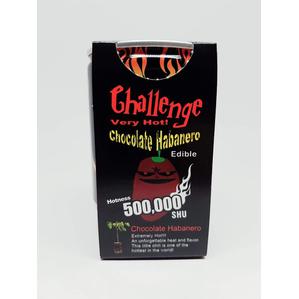 Challenge
Very Hot!
Chocolate Habanero
Edible
Hotness
500,000
SHU
Chocolate Habanero
Extremely Hot!!
An unforgettable heat and flavor
This little chili is one of the
hottest in the world!